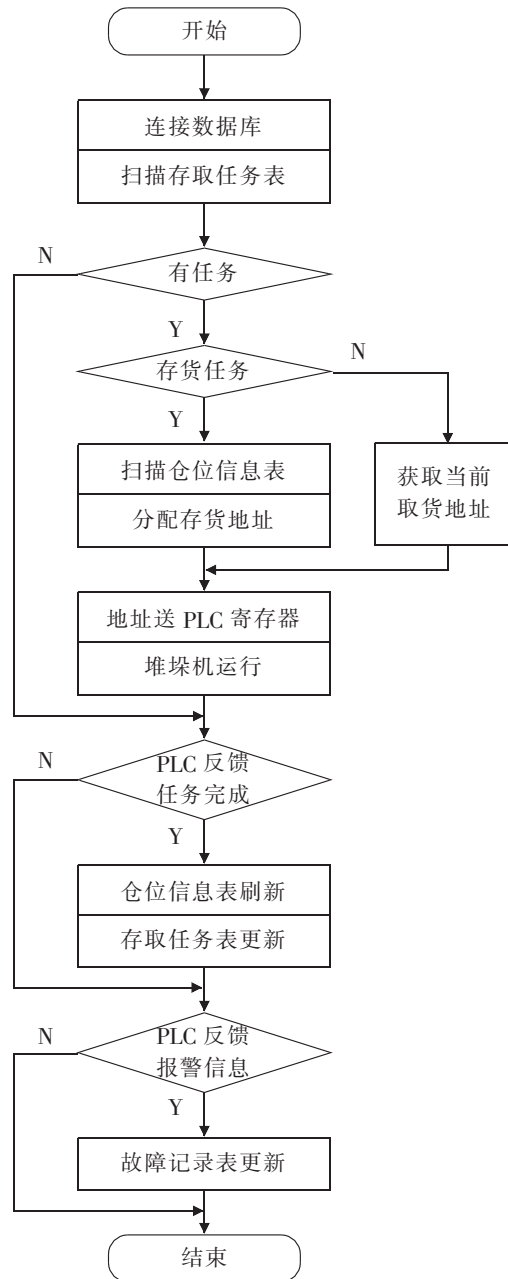 开始
连接数据库
扫描存取任务表
N
有任务
Y
N
存货任务
Y
扫描仓位信息表
分配存货地址
获取当前
取货地址
地址送 PLC 寄存器
堆垛机运行
N
PLC 反馈
任务完成
Y
仓位信息表刷新
存取任务表更新
N
PLC 反馈
报警信息
Y
故障记录表更新
结束